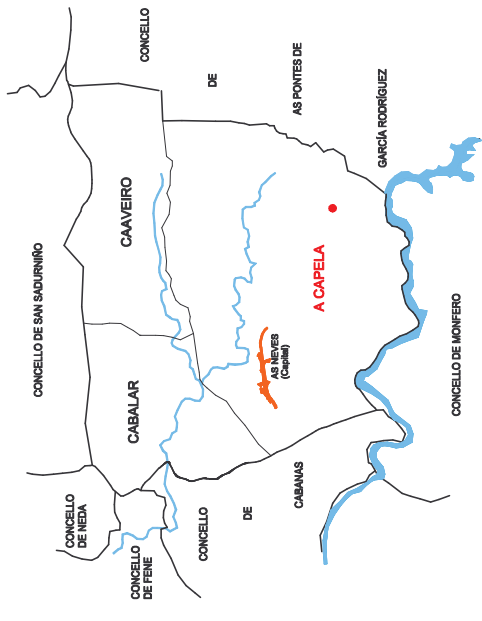 CONCELLO DE SAN SADURNIÑO
CONCELLO
DE NEDA
CONCELLO
DE FENE
CABALAR
CAAVEIRO
CONCELLO
DE
AS PONTES DE
GARCÍA RODRÍGUEZ
A CAPELA
AS NEVES
(Capital)
CONCELLO
DE
CABANAS
CONCELLO DE MONFERO